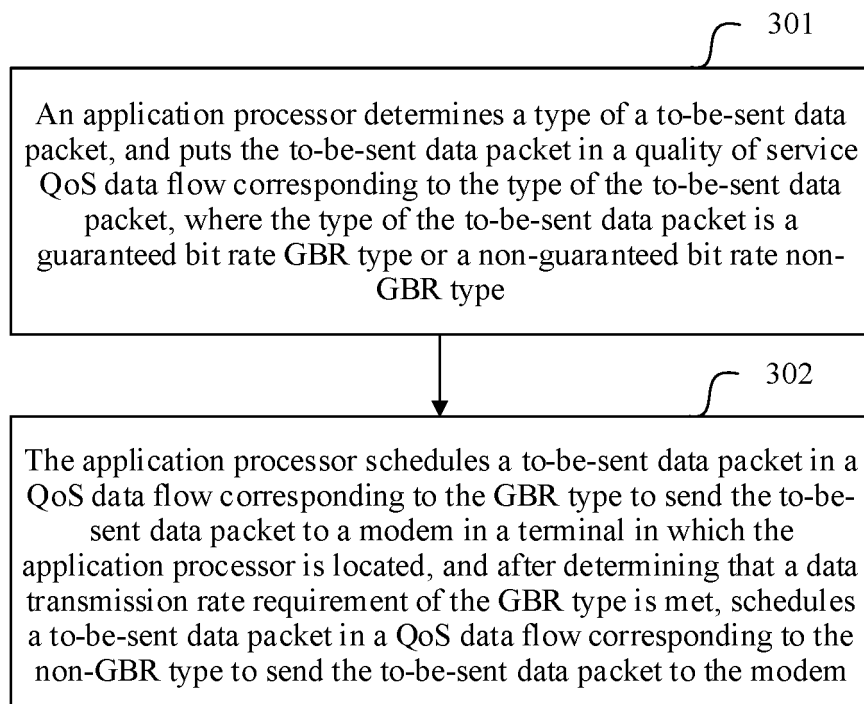 301
An application processor determines a type of a to-be-sent data
packet, and puts the to-be-sent data packet in a quality of service
QoS data flow corresponding to the type of the to-be-sent data
packet, where the type of the to-be-sent data packet is a
guaranteed bit rate GBR type or a non-guaranteed bit rate non-
GBR type
302
The application processor schedules a to-be-sent data packet in a
QoS data flow corresponding to the GBR type to send the to-be-
sent data packet to a modem in a terminal in which the
application processor is located, and after determining that a data
transmission rate requirement of the GBR type is met, schedules
a to-be-sent data packet in a QoS data flow corresponding to the
non-GBR type to send the to-be-sent data packet to the modem